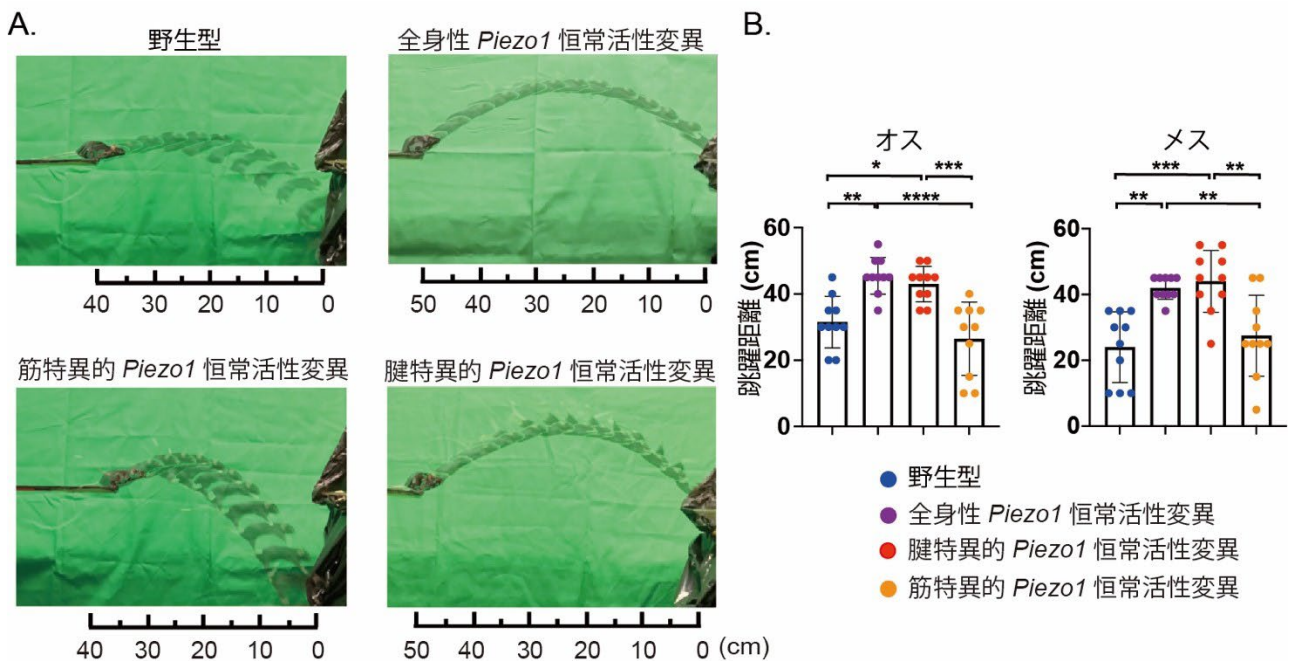 A.
野生型
全身性 Piezo1 恒常活性変異
40 30 20 10 0
50 40 30 20 10 0
筋特異的 Piezo1 恒常活性変異
腱特異的 Piezo1 恒常活性変異
40 30 20 10 0
50 40 30 20 10 0 (cm)
B.
オス
* ***
** ****
跳躍距離 (cm)
60
40
20
0
メス
*** **
** **
跳躍距離 (cm)
60
40
20
0
野生型
全身性 Piezo1 恒常活性変異
腱特異的 Piezo1 恒常活性変異
筋特異的 Piezo1 恒常活性変異